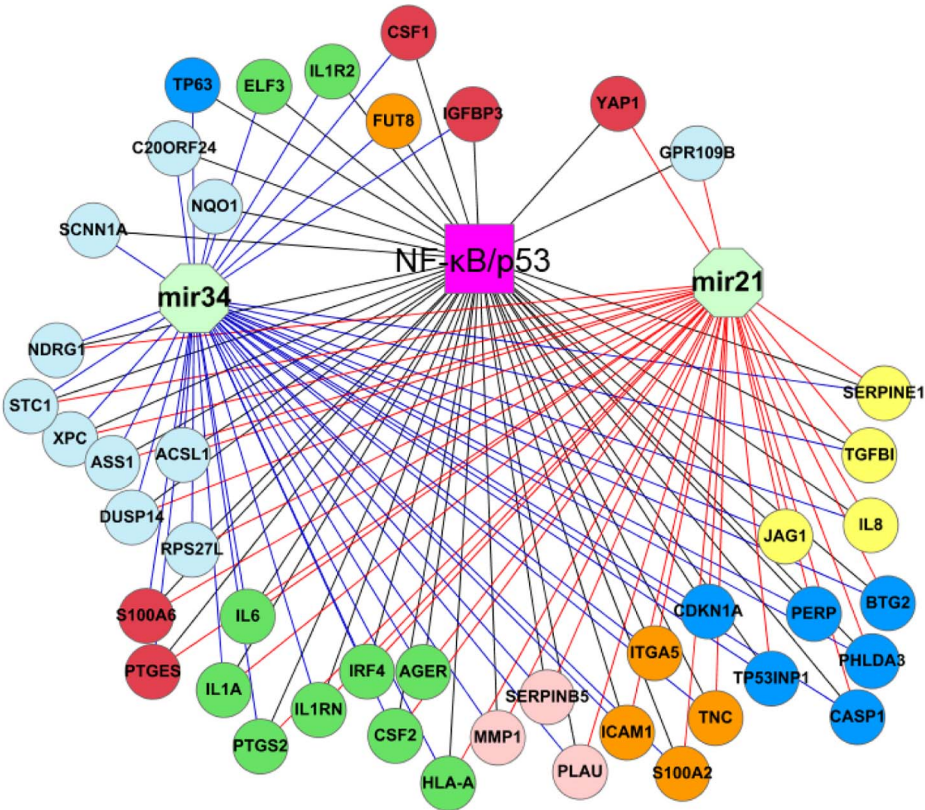 CSF1
IL1R2
TP63
ELF3
FUT8
IGFBP3
YAP1
C20ORF24
GPR109B
NQO1
SCNN1A
NF-κB/p53
mir34
mir21
NDRG1
STC1
SERPINE1
XPC
ASS1
ACSL1
TGFBI
DUSP14
IL8
JAG1
RPS27L
S100A6
IL6
CDKN1A
PERP
BTG2
PTGES
IL1A
IRF4
AGER
ITGA5
PHLDA3
TP53INP1
SERPINB5
IL1RN
TNC
CASP1
PTGS2
CSF2
MMP1
ICAM1
HLA-A
PLAU
S100A2